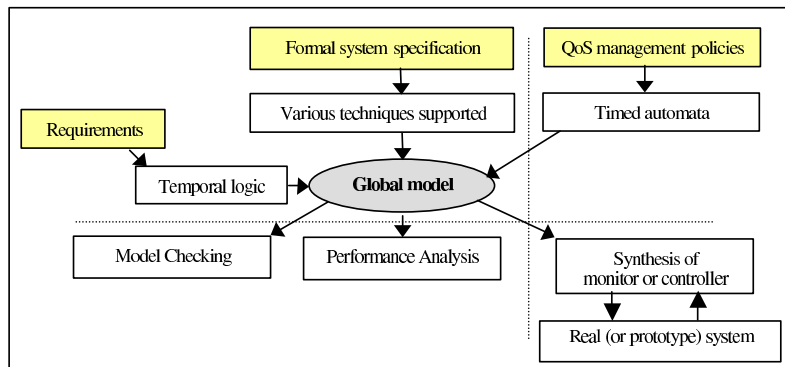 Formal system specification
QoS management policies
Various techniques supported
Timed automata
Requirements
Temporal logic
Global model
Model Checking
Performance Analysis
Synthesis of
monitor or controller
Real (or prototype) system